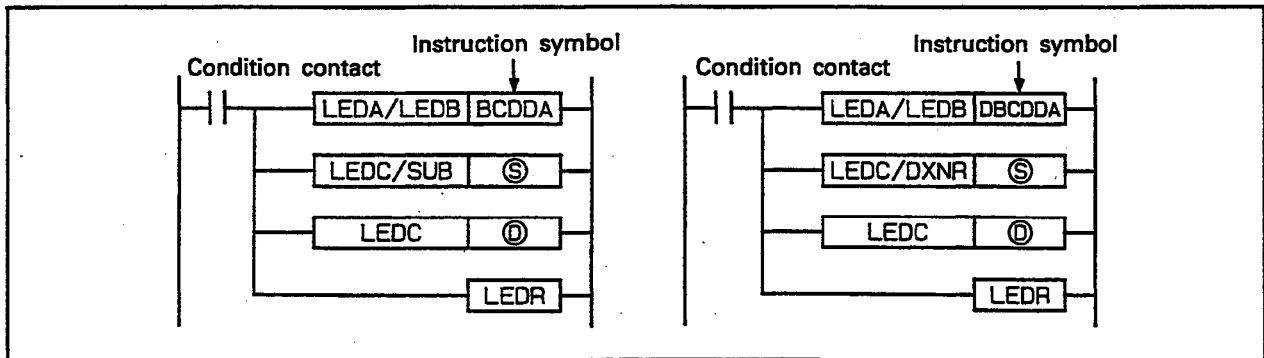 Instruction symbol
Condition contact
LEDA/LEDB BCDDA
LEDC/SUB Ⓢ
LEDC Ⓓ
LEDR
Instruction symbol
Condition contact
LEDA/LEDB DBCDDA
LEDC/DXNR Ⓢ
LEDC Ⓓ
LEDR